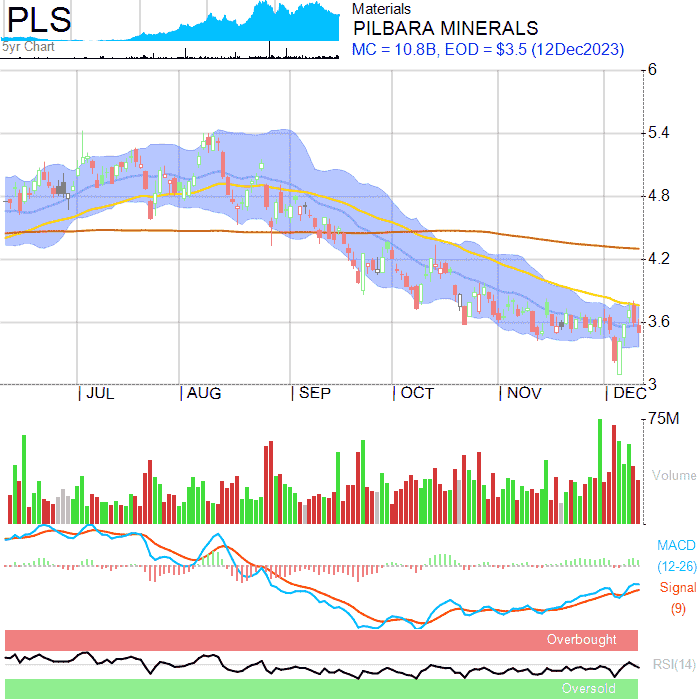 PLS
5yr Chart
Materials
PILBARA MINERALS
MC = 10.8B, EOD = $3.5 (12Dec2023)
6
5.4
4.8
4.2
3.6
3
JUL
AUG
SEP
OCT
NOV
DEC
75M
Volume
MACD
(12-26)
Signal
(9)
Overbought
RSI(14)
Oversold